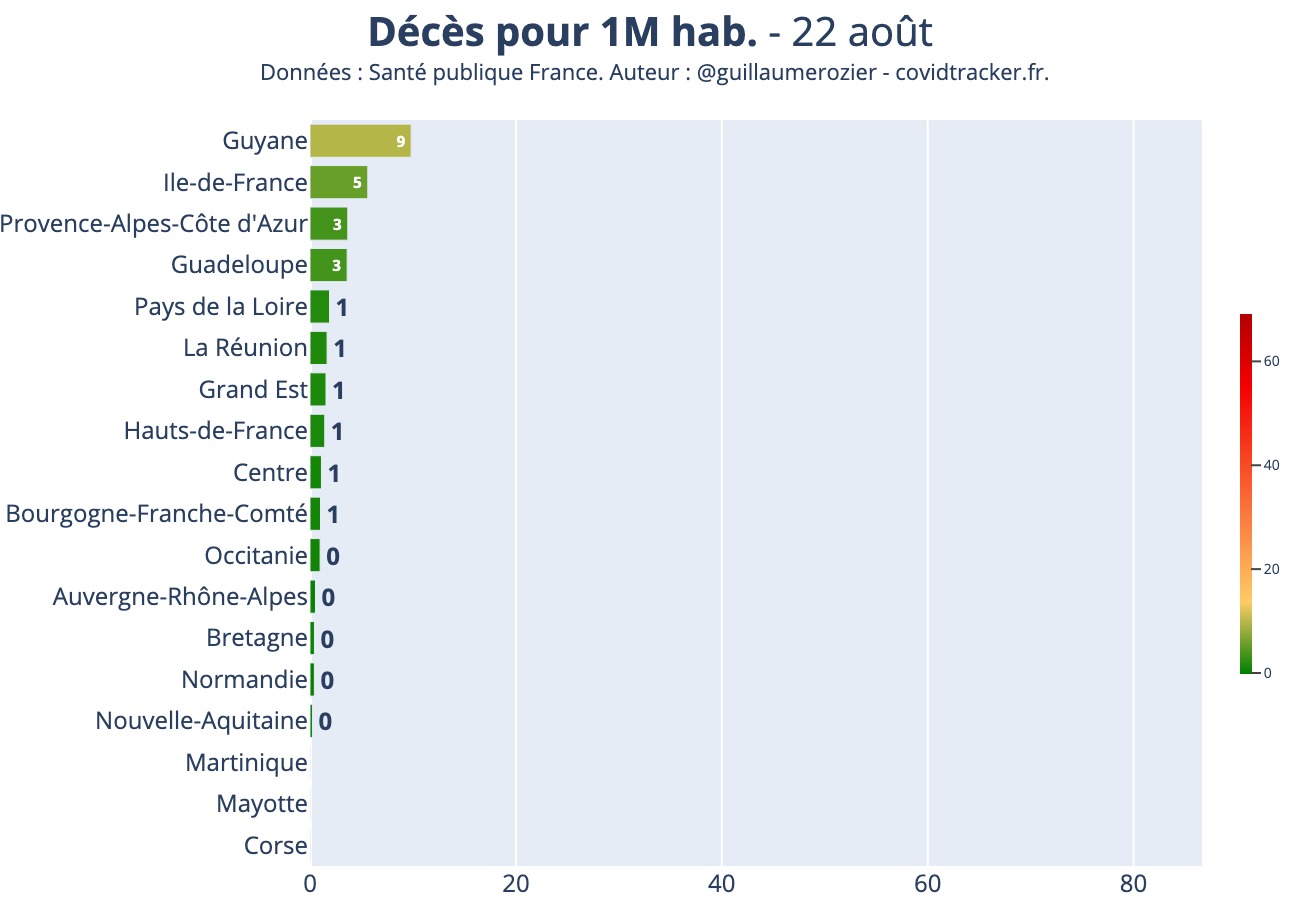 Décès pour 1M hab. - 22 août
Données : Santé publique France. Auteur : @guillaumerozier - covidtracker.fr.
Guyane 9
Ile-de-France 5
Provence-Alpes-Côte d'Azur 3
Guadeloupe 3
Pays de la Loire 1
La Réunion 1
Grand Est 1
Hauts-de-France 1
Centre 1
Bourgogne-Franche-Comté 1
Occitanie 0
Auvergne-Rhône-Alpes 0
Bretagne 0
Normandie 0
Nouvelle-Aquitaine 0
Martinique
Mayotte
Corse
0 20 40 60 80
60
40
20
0